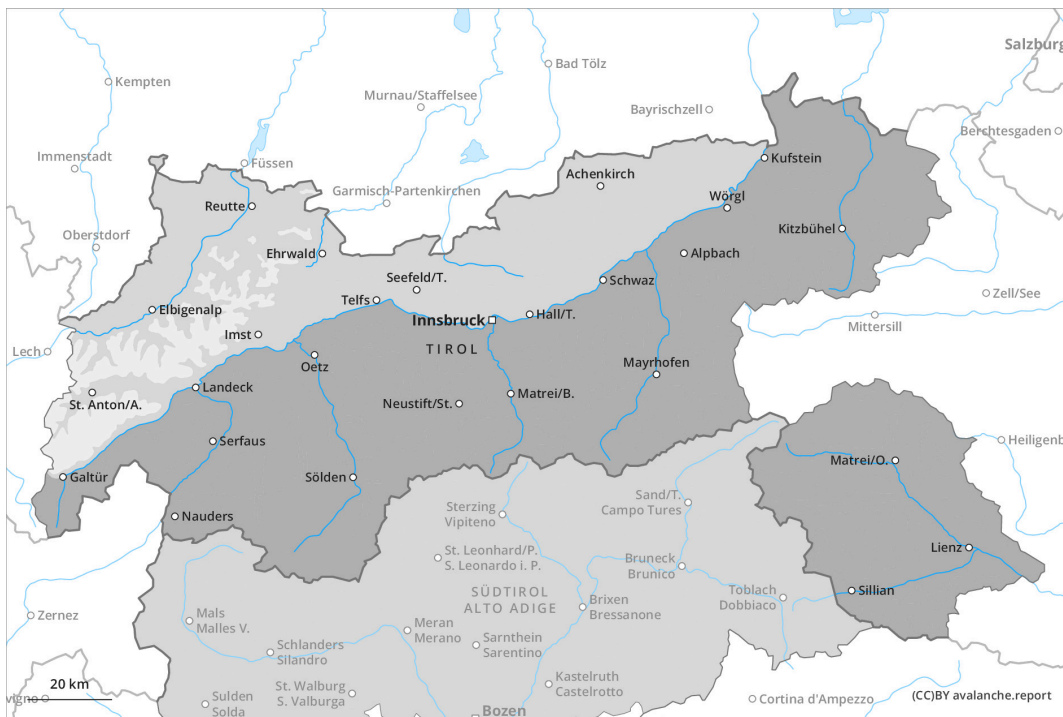 Salzburg
Kempten
Bad Tölz
Murnau/Staffelsee
Bayrischzell
Berchtesgaden
Immenstadt
Füssen
Kufstein
Achenkirch
Garmisch-Partenkirchen
Reutte
Wörgl
Oberstdorf
Kitzbühel
Ehrwald
Alpbach
Seefeld/T.
Schwaz
Zell/See
Telfs
Elbigenalp
Innsbruck
Hall/T.
Mittersill
Imst
Lech
TIROL
Oetz
Mayrhofen
Landeck
St. Anton/A.
Neustift/St.
Matrei/B.
Serfaus
Heiligenb
Matrei/O.
Galtür
Sölden
Sand/T.
Campo Tures
Sterzing
Vipiteno
Nauders
Lienz
St. Leonhard/P.
S. Leonardo i. P.
Bruneck
Brunico
SÜDTIROL
ALTO ADIGE
Sillian
Toblach
Dobbiaco
Brixen
Bressanone
Zernez
Mals
Malles V.
Meran
Merano
Sarnthein
Sarentino
Schlanders
Silandro
Kastelruth
Castelrotto
20 km
St. Walburg
S. Valburga
vigno
Sulden
Solda
Cortina d'Ampezzo
(CC)BY avalanche.report
Bozen